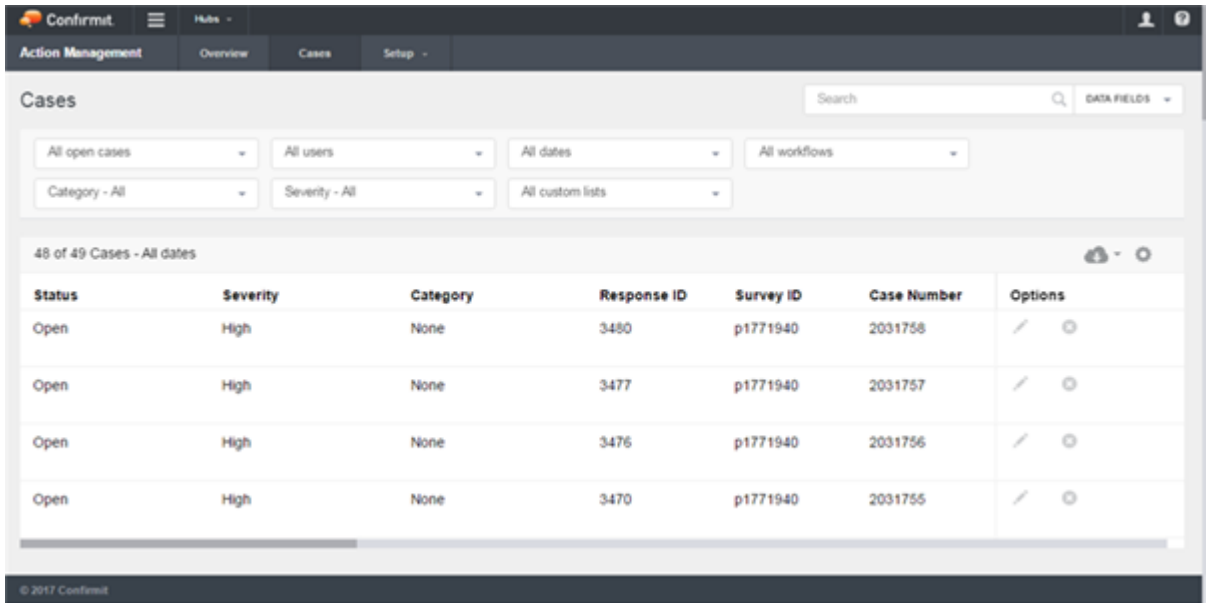 Confirmit. Hubs
Action Management Overview Cases Setup
Cases Search DATA FIELDS
All open cases All users All dates All workflows
Category - All Severity - All All custom lists
48 of 49 Cases - All dates
Status Severity Category Response ID Survey ID Case Number Options
Open High None 3480 p1771940 2031758
Open High None 3477 p1771940 2031757
Open High None 3476 p1771940 2031756
Open High None 3470 p1771940 2031755
© 2017 Confirmit